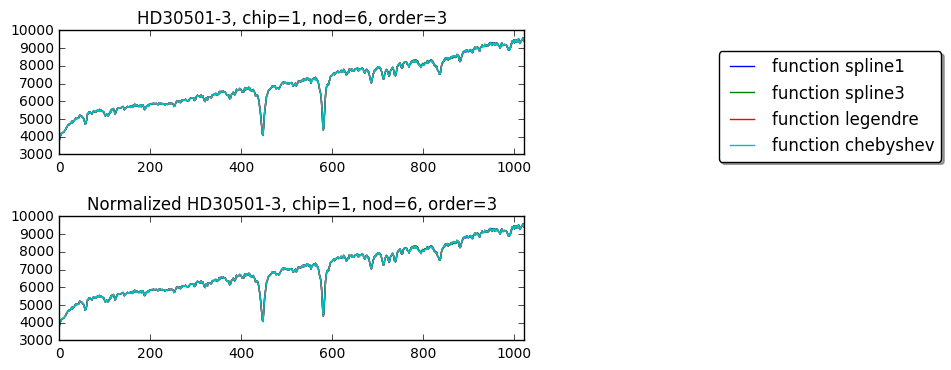 HD30501-3, chip=1, nod=6, order=3
10000
9000
8000
7000
6000
5000
4000
3000
0 200 400 600 800 1000
function spline1
function spline3
function legendre
function chebyshev
Normalized HD30501-3, chip=1, nod=6, order=3
10000
9000
8000
7000
6000
5000
4000
3000
0 200 400 600 800 1000